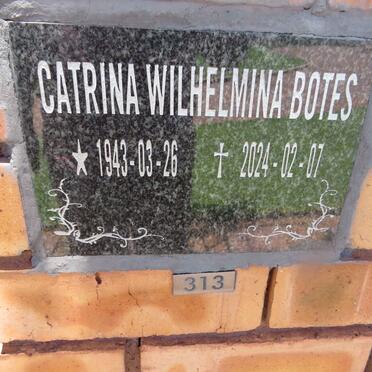 CATRINA WILHELMINA BOTES
★ 1943-03-26 ✝ 2024-02-07
313